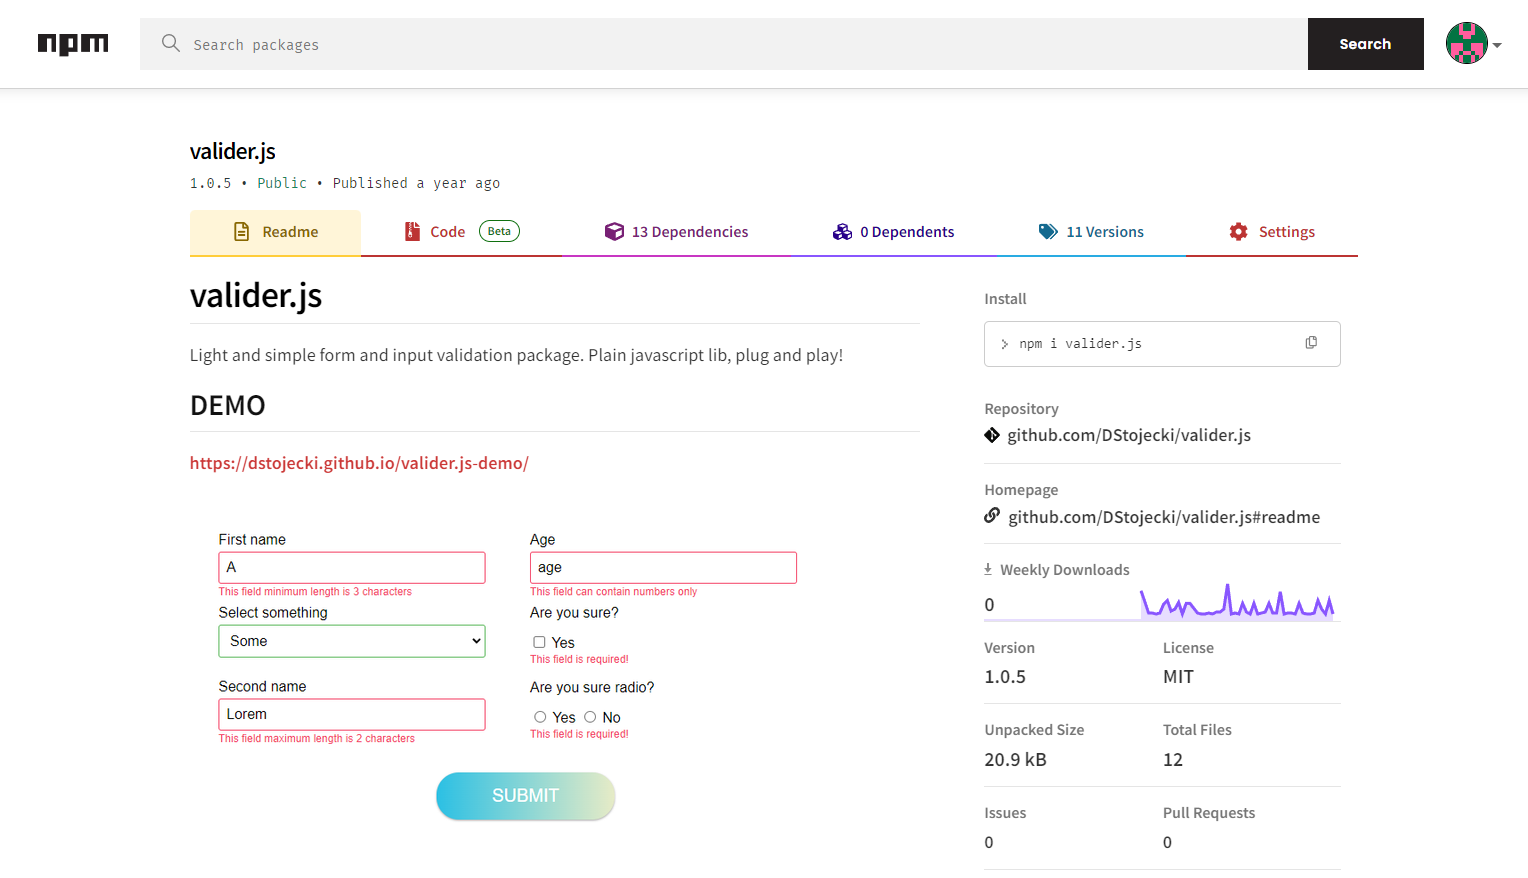 npm
Search packages
Search
valider.js
1.0.5 • Public • Published a year ago
Readme
Code Beta
13 Dependencies
0 Dependents
11 Versions
Settings
valider.js
Light and simple form and input validation package. Plain javascript lib, plug and play!
DEMO
https://dstojecki.github.io/valider.js-demo/
First name
A
This field minimum length is 3 characters
Select something
Some
Second name
Lorem
This field maximum length is 2 characters
Age
age
This field can contain numbers only
Are you sure?
Yes
This field is required!
Are you sure radio?
Yes No
This field is required!
SUBMIT
Install
> npm i valider.js
Repository
github.com/DStojecki/valider.js
Homepage
github.com/DStojecki/valider.js#readme
Weekly Downloads
0
Version
1.0.5
License
MIT
Unpacked Size
20.9 kB
Total Files
12
Issues
0
Pull Requests
0